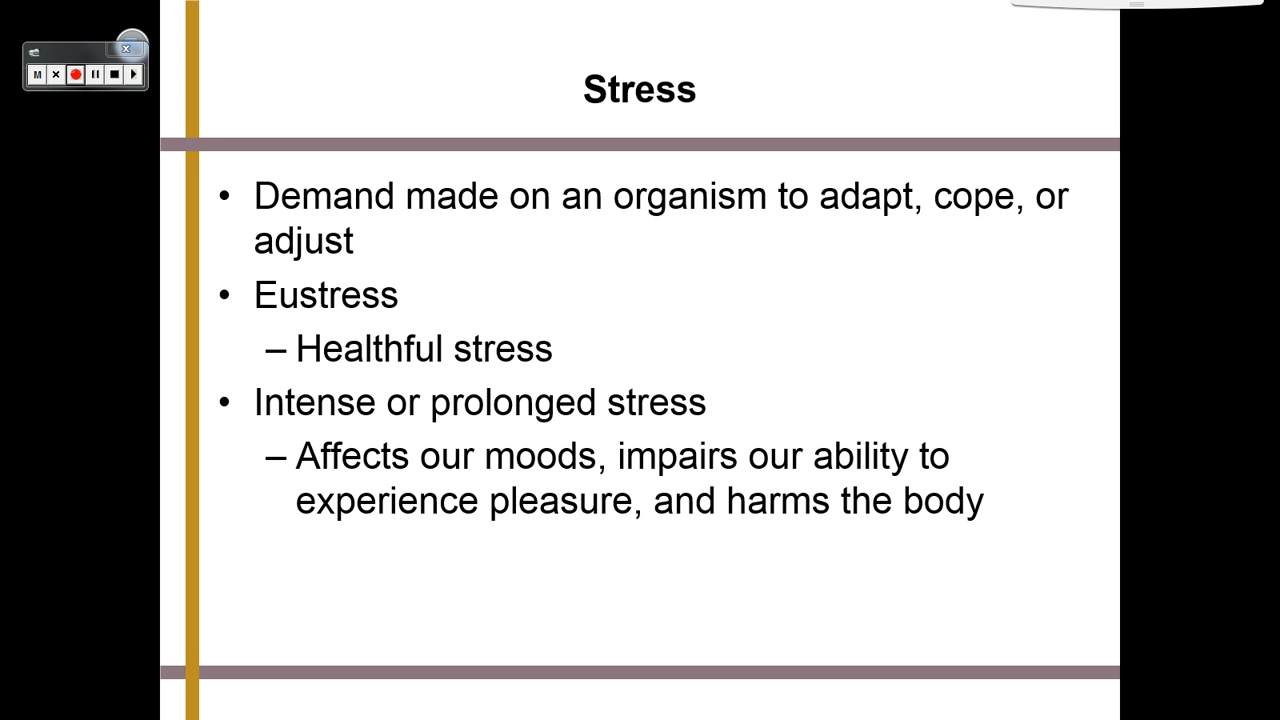 Stress
• Demand made on an organism to adapt, cope, or
adjust
• Eustress
– Healthful stress
• Intense or prolonged stress
– Affects our moods, impairs our ability to
experience pleasure, and harms the body
M